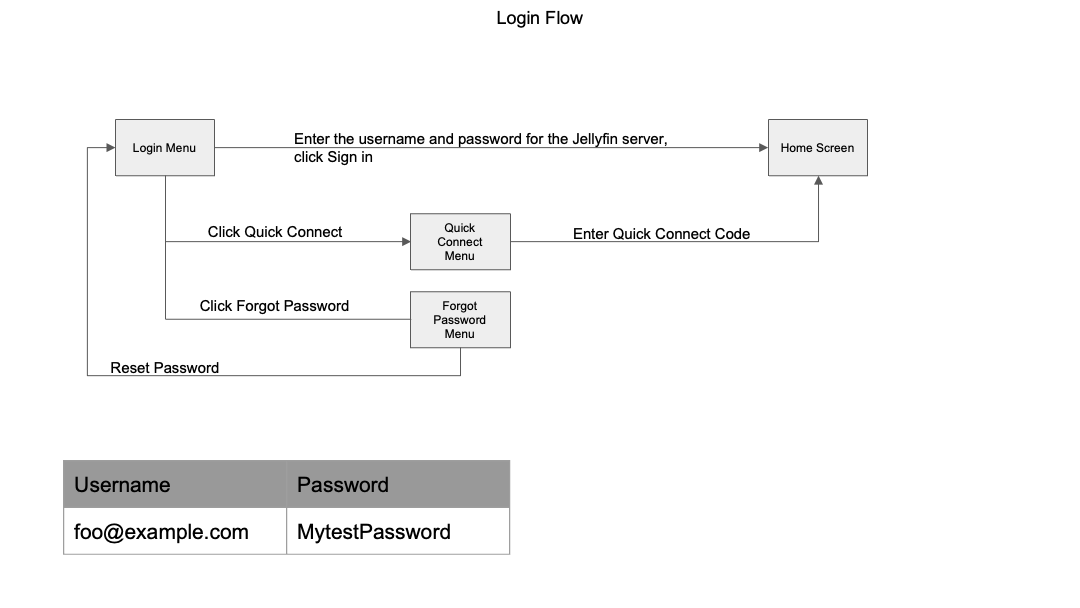 Login Flow
Login Menu
Enter the username and password for the Jellyfin server,
click Sign in
Home Screen
Click Quick Connect
Quick
Connect
Menu
Enter Quick Connect Code
Click Forgot Password
Forgot
Password
Menu
Reset Password
Username Password
foo@example.com MytestPassword